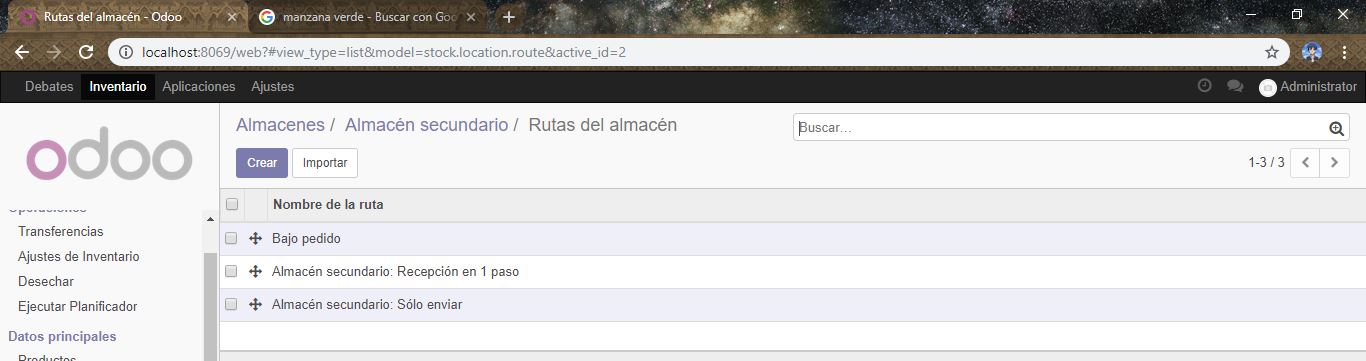 Rutas del almacén - Odoo
manzana verde - Buscar con Goo
localhost:8069/web?#view_type=list&model=stock.location.route&active_id=2
Debates Inventario Aplicaciones Ajustes Administrator
odoo
Almacenes / Almacén secundario / Rutas del almacén
Buscar...
Crear Importar
1-3 / 3
Nombre de la ruta
Operaciones
Transferencias
Bajo pedido
Ajustes de Inventario
Almacén secundario: Recepción en 1 paso
Desechar
Almacén secundario: Sólo enviar
Ejecutar Planificador
Datos principales
Productos